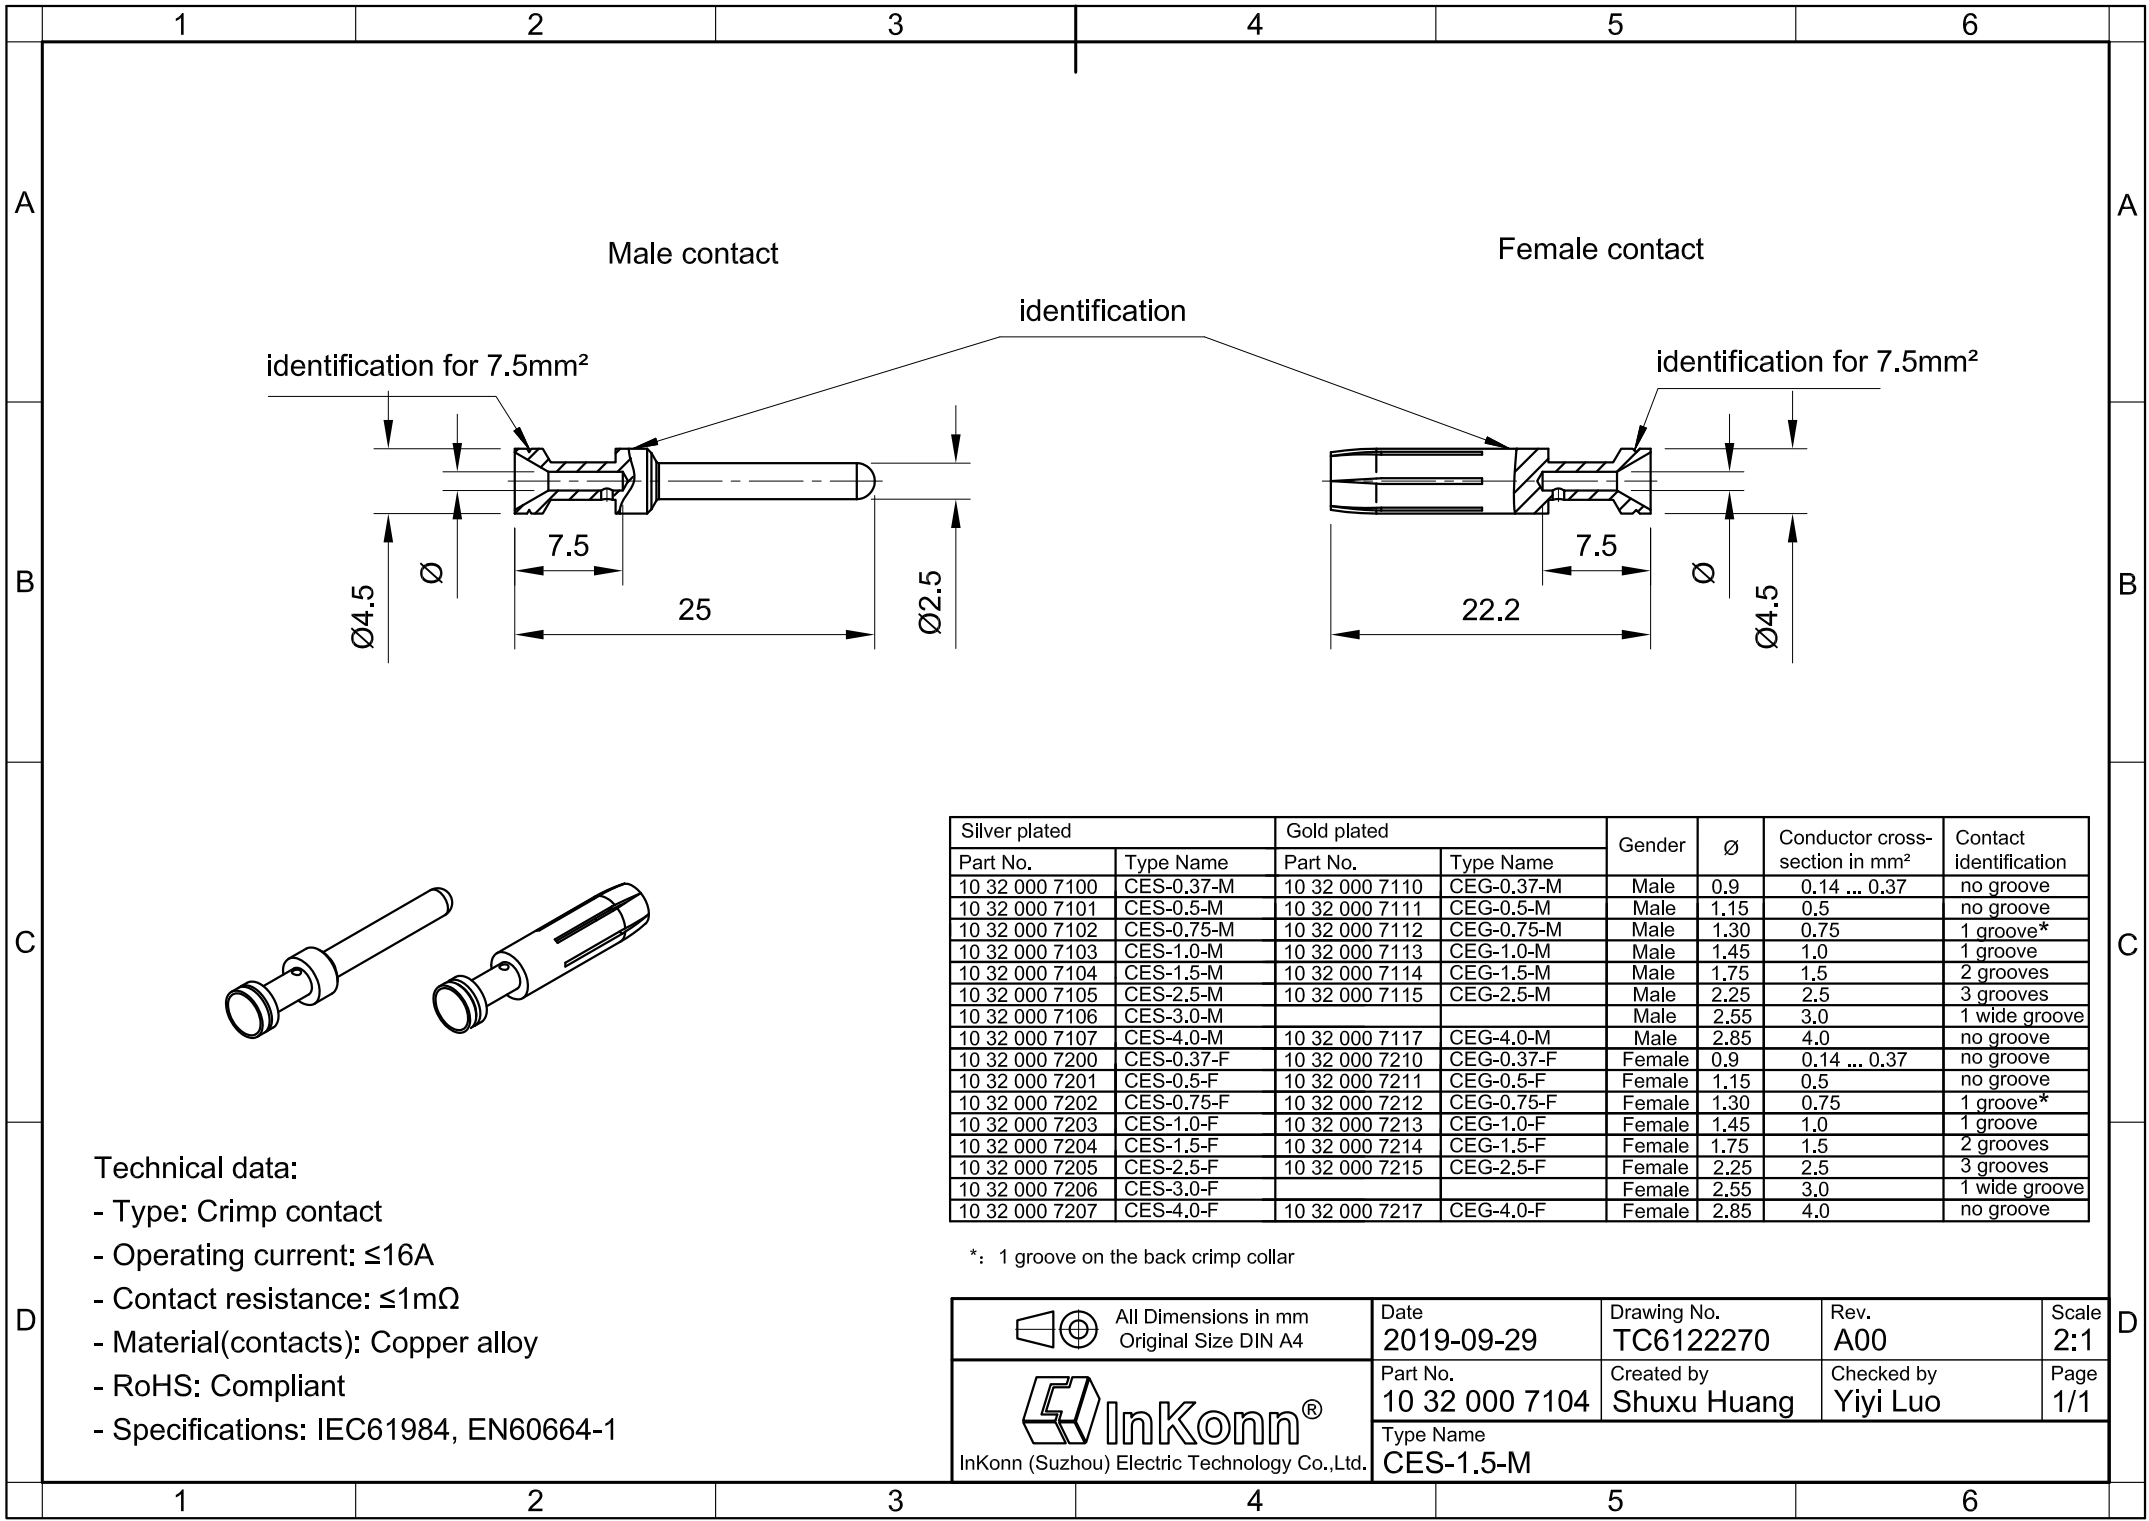 1 2 3 4 5 6
A A
Male contact
Female contact
identification
identification for 7.5mm²
identification for 7.5mm²
7.5
7.5
Ø
Ø
B B
Ø4.5
25
Ø2.5
22.2
Ø4.5
Silver plated Gold plated Gender Ø Conductor cross-section in mm² Contact identification
Part No. Type Name Part No. Type Name
10 32 000 7100 CES-0.37-M 10 32 000 7110 CEG-0.37-M Male 0.9 0.14 ... 0.37 no groove
10 32 000 7101 CES-0.5-M 10 32 000 7111 CEG-0.5-M Male 1.15 0.5 no groove
10 32 000 7102 CES-0.75-M 10 32 000 7112 CEG-0.75-M Male 1.30 0.75 1 groove*
10 32 000 7103 CES-1.0-M 10 32 000 7113 CEG-1.0-M Male 1.45 1.0 1 groove
10 32 000 7104 CES-1.5-M 10 32 000 7114 CEG-1.5-M Male 1.75 1.5 2 grooves
10 32 000 7105 CES-2.5-M 10 32 000 7115 CEG-2.5-M Male 2.25 2.5 3 grooves
10 32 000 7106 CES-3.0-M Male 2.55 3.0 1 wide groove
10 32 000 7107 CES-4.0-M 10 32 000 7117 CEG-4.0-M Male 2.85 4.0 no groove
10 32 000 7200 CES-0.37-F 10 32 000 7210 CEG-0.37-F Female 0.9 0.14 ... 0.37 no groove
10 32 000 7201 CES-0.5-F 10 32 000 7211 CEG-0.5-F Female 1.15 0.5 no groove
10 32 000 7202 CES-0.75-F 10 32 000 7212 CEG-0.75-F Female 1.30 0.75 1 groove*
10 32 000 7203 CES-1.0-F 10 32 000 7213 CEG-1.0-F Female 1.45 1.0 1 groove
10 32 000 7204 CES-1.5-F 10 32 000 7214 CEG-1.5-F Female 1.75 1.5 2 grooves
10 32 000 7205 CES-2.5-F 10 32 000 7215 CEG-2.5-F Female 2.25 2.5 3 grooves
10 32 000 7206 CES-3.0-F Female 2.55 3.0 1 wide groove
10 32 000 7207 CES-4.0-F 10 32 000 7217 CEG-4.0-F Female 2.85 4.0 no groove
*: 1 groove on the back crimp collar
C C
Technical data:
- Type: Crimp contact
- Operating current: ≤16A
- Contact resistance: ≤1mΩ
- Material(contacts): Copper alloy
- RoHS: Compliant
- Specifications: IEC61984, EN60664-1
D D
All Dimensions in mm
Original Size DIN A4
Date
2019-09-29
Drawing No.
TC6122270
Rev.
A00
Scale
2:1
InKonn®
InKonn (Suzhou) Electric Technology Co.,Ltd.
Part No.
10 32 000 7104
Created by
Shuxu Huang
Checked by
Yiyi Luo
Page
1/1
Type Name
CES-1.5-M
1 2 3 4 5 6